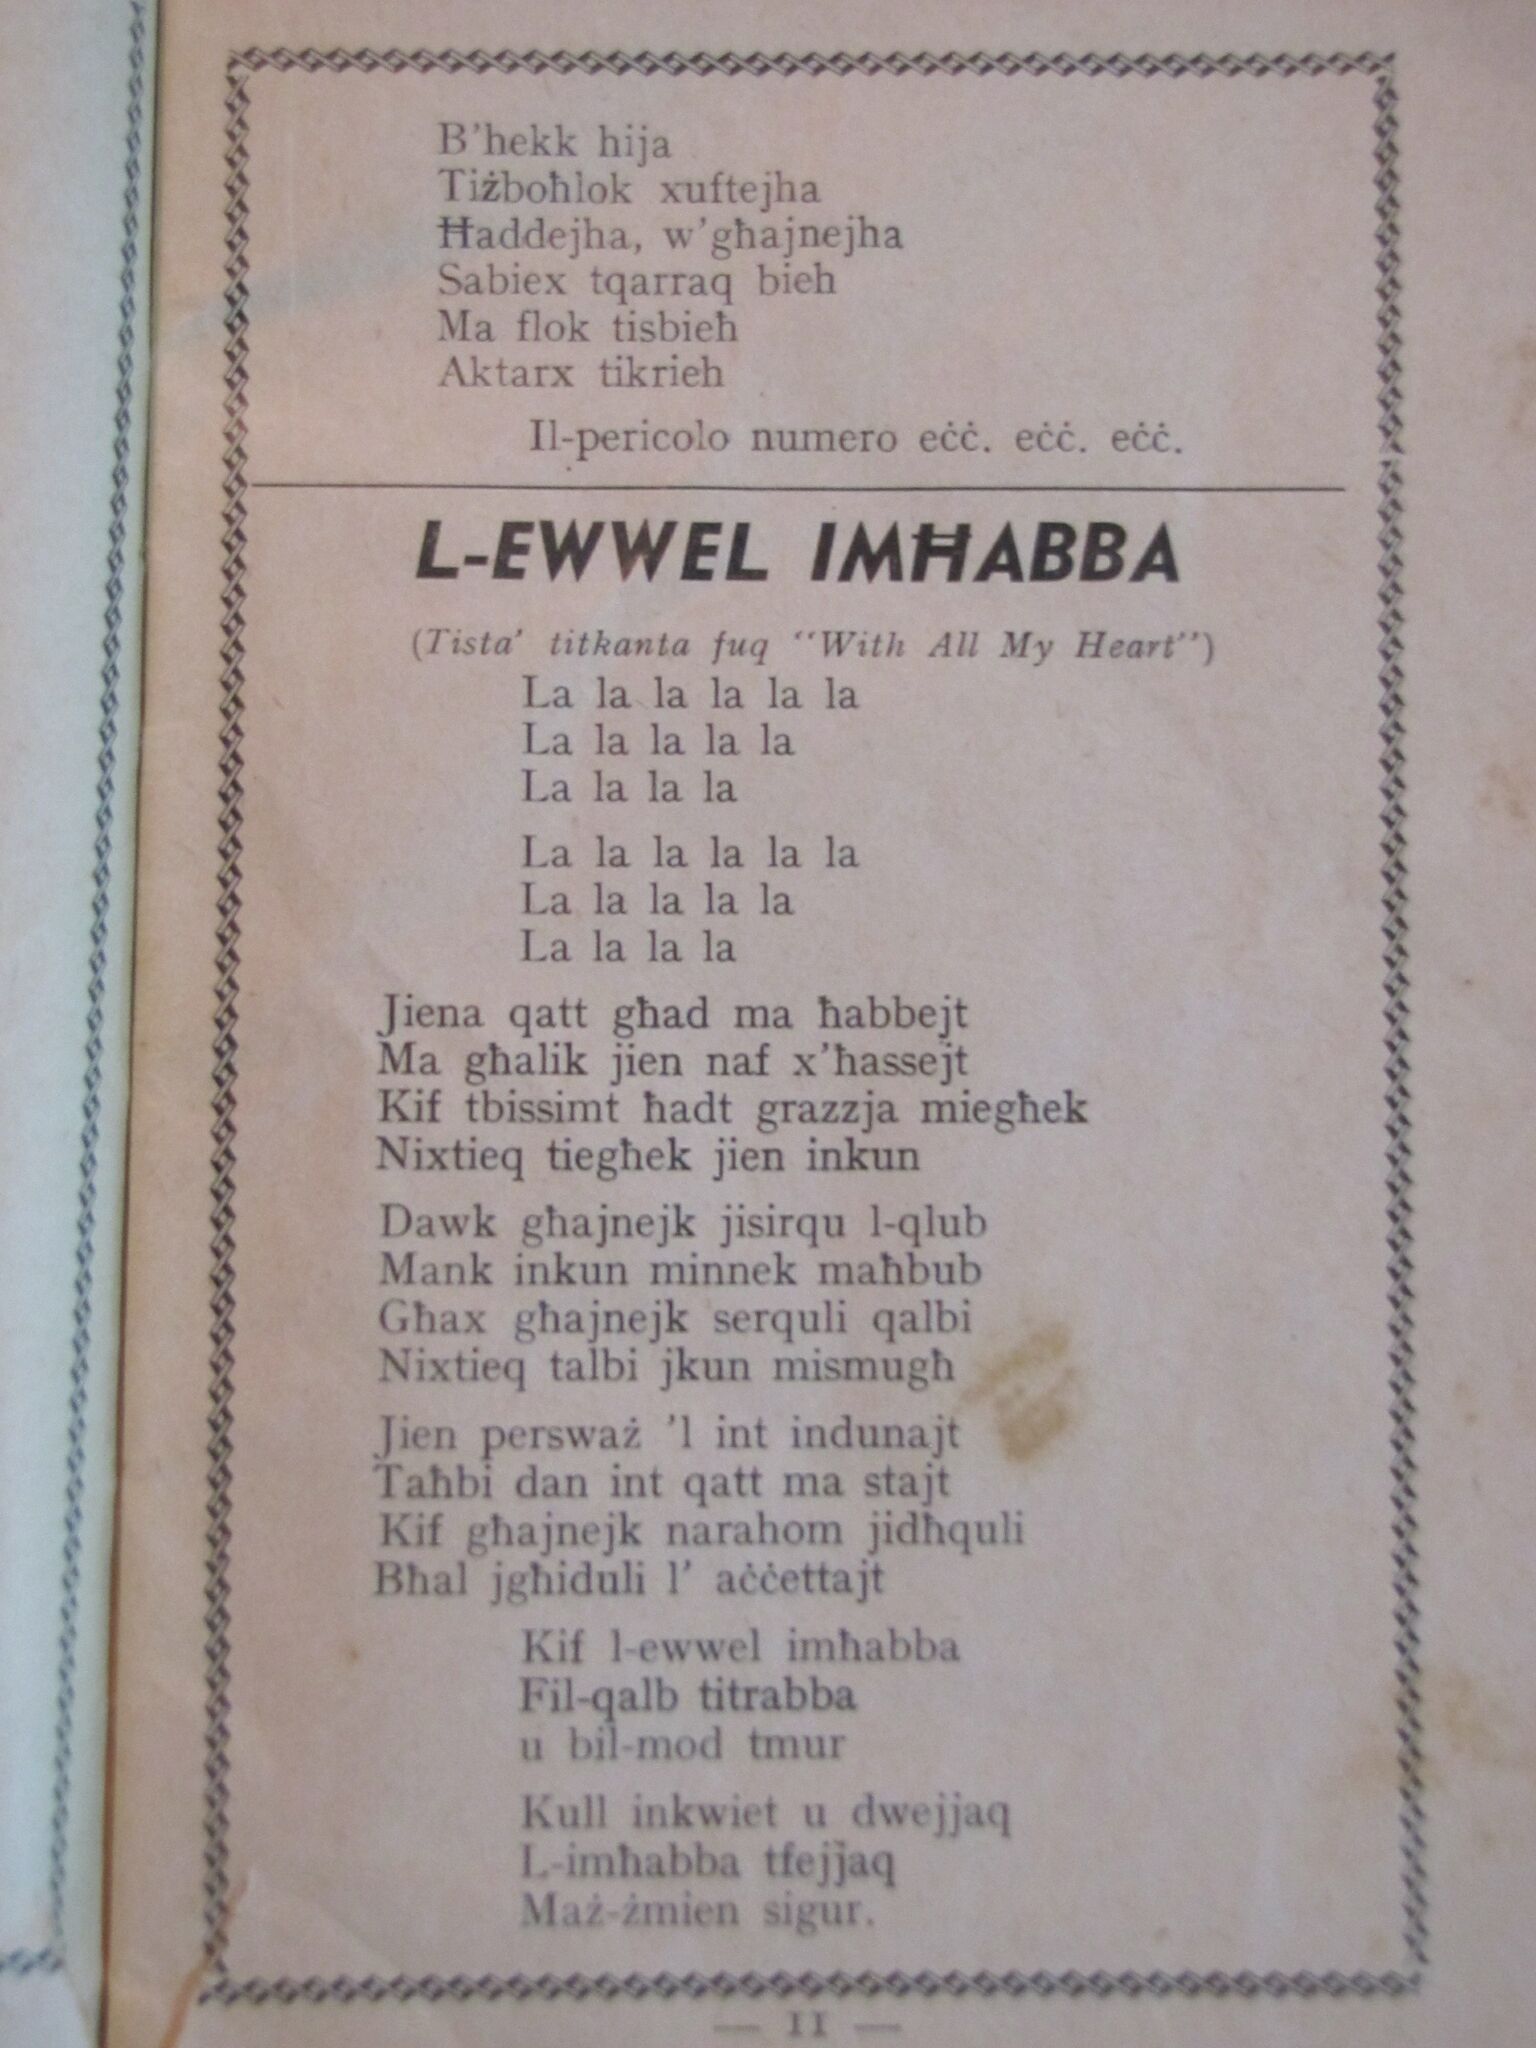 B'hekk hija
Tiżboħlok xuftejha
Ħaddejha, w'għajnejha
Sabiex tqarraq bieh
Ma flok tisbieħ
Aktarx tikrieh
Il-pericolo numero eċċ. eċċ. eċċ.
L-EWWEL IMĦABBA
(Tista' titkanta fuq "With All My Heart")
La la la la la la
La la la la la
La la la la
La la la la la la
La la la la la
La la la la
Jiena qatt għad ma ħabbejt
Ma għalik jien naf x'ħassejt
Kif tbissimt ħadt grazzja miegħek
Nixtieq tiegħek jien inkun
Dawk għajnejk jisirqu l-qlub
Mank inkun minnek maħbub
Għax għajnejk serquli qalbi
Nixtieq talbi jkun mismugħ
Jien persważ 'l int indunajt
Taħbi dan int qatt ma stajt
Kif għajnejk narahom jidħquli
Bħal jgħiduli l' aċċettajt
Kif l-ewwel imħabba
Fil-qalb titrabba
u bil-mod tmur
Kull inkwiet u dwejjaq
L-imħabba tfejjaq
Maż-żmien sigur.
— 11 —